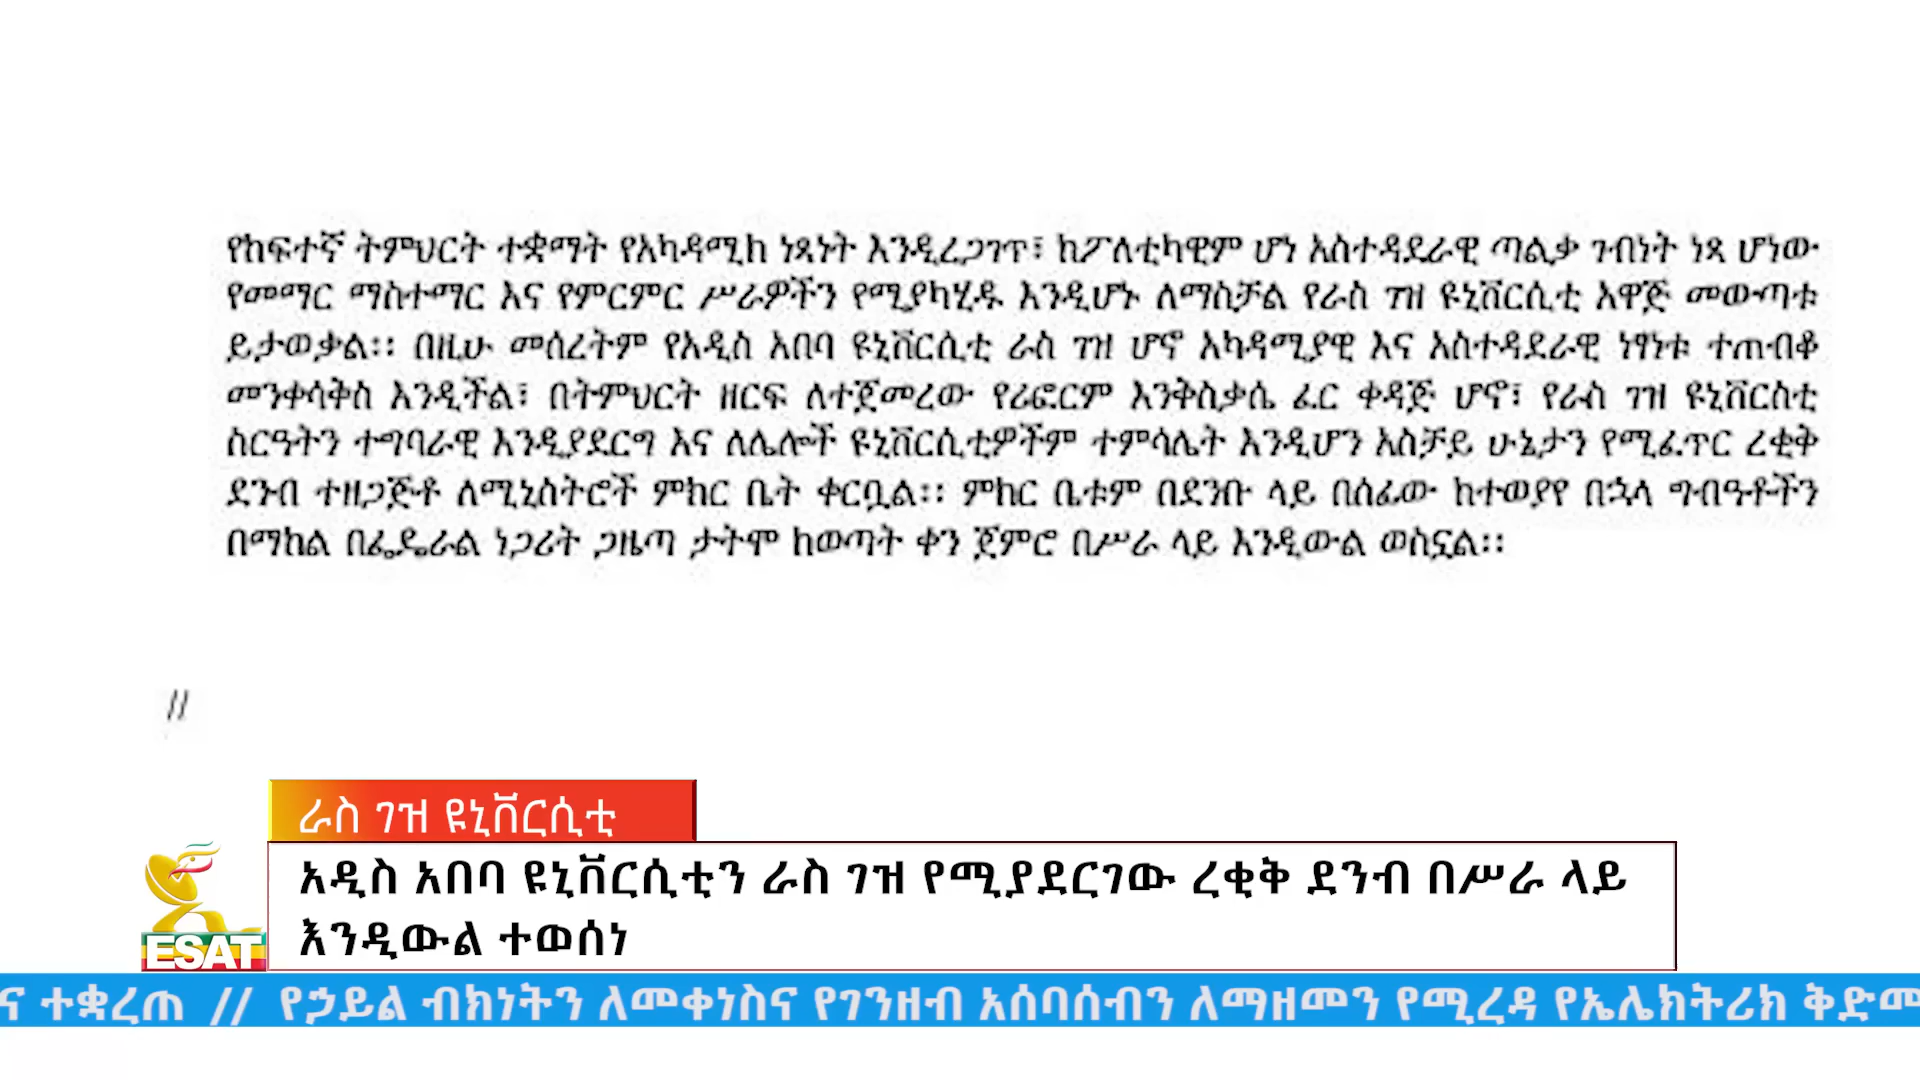 የከፍተኛ ትምህርት ተቋማት የአካዳሚክ ነጻነት እንዲረጋገጥ፣ ከፖለቲካዊም ሆነ አስተዳደራዊ ጣልቃ ገብነት ነጻ ሆነው
የመማር ማስተማር እና የምርምር ሥራዎችን የሚያካሂዱ እንዲሆኑ ለማስቻል የራስ ገዝ ዩኒቨርሲቲ አዋጅ መውጣቱ
ይታወቃል፡፡ በዚሁ መሰረትም የአዲስ አበባ ዩኒቨርሲቲ ራስ ገዝ ሆኖ አካዳሚያዊ እና አስተዳደራዊ ነፃነቱ ተጠብቆ
መንቀሳቅስ እንዲችል፣ በትምህርት ዘርፍ ለተጀመረው የሪፎርም እንቅስቃሴ ፈር ቀዳጅ ሆኖ፣ የራስ ገዝ ዩኒቨርስቲ
ስርዓትን ተግባራዊ እንዲያደርግ እና ለሌሎች ዩኒቨርሲቲዎችም ተምሳሌት እንዲሆን አስቻይ ሁኔታን የሚፈጥር ረቂቅ
ደንብ ተዘጋጅቶ ለሚኒስትሮች ምክር ቤት ቀርቧል፡፡ ምክር ቤቱም በደንቡ ላይ በሰፊው ከተወያየ በኋላ ግብዓቶችን
በማከል በፌዴራል ነጋሪት ጋዜጣ ታትሞ ከወጣት ቀን ጀምሮ በሥራ ላይ እንዲውል ወስኗል፡፡
//
ራስ ገዝ ዩኒቨርሲቲ
አዲስ አበባ ዩኒቨርሲቲን ራስ ገዝ የሚያደርገው ረቂቅ ደንብ በሥራ ላይ
እንዲውል ተወሰነ
ESAT
ና ተቋረጠ // የኃይል ብክነትን ለመቀነስና የገንዘብ አሰባሰብን ለማዘመን የሚረዳ የኤሌክትሪክ ቅድመ